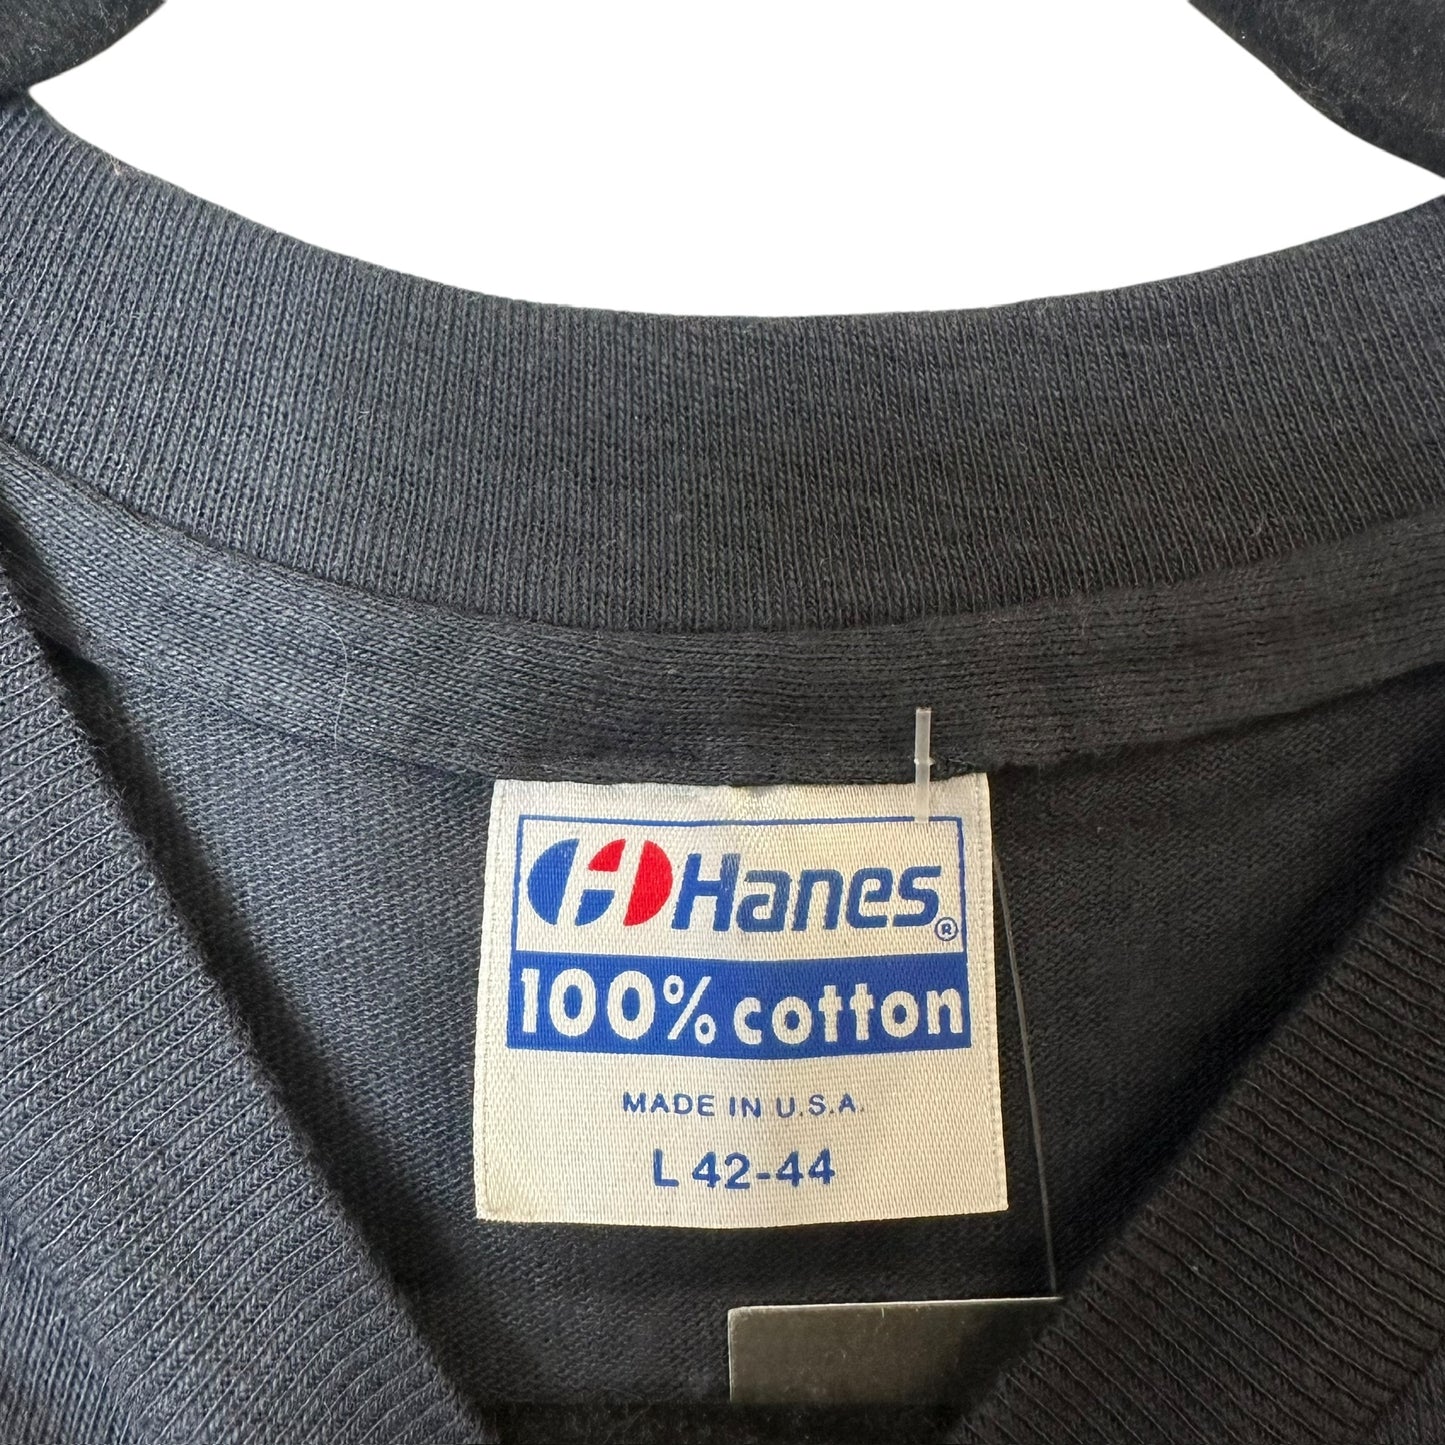 Hanes®
100% cotton
MADE IN U.S.A.
L 42-44